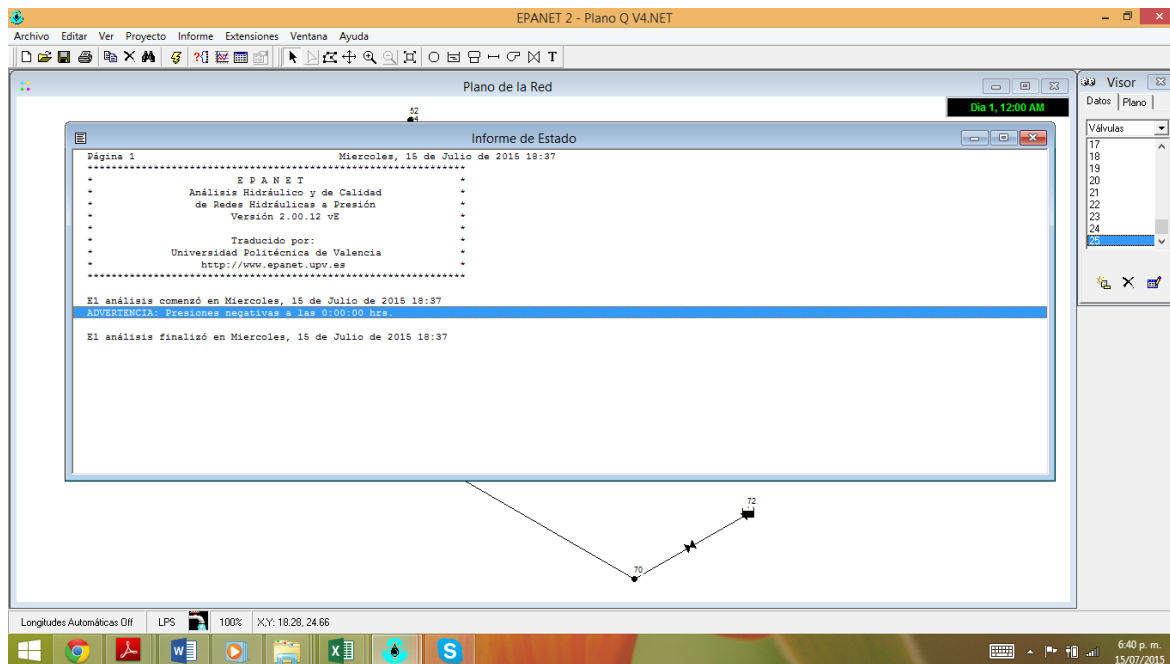 EPANET 2 - Plano Q V4.NET
Archivo Editar Ver Proyecto Informe Extensiones Ventana Ayuda
T
Plano de la Red
Día 1, 12:00 AM
52
Informe de Estado
Página 1 Miercoles, 15 de Julio de 2015 18:37
******************************************************************
* E P A N E T *
* Análisis Hidráulico y de Calidad *
* de Redes Hidráulicas a Presión *
* Versión 2.00.12 vE *
* *
* Traducido por: *
* Universidad Politécnica de Valencia *
* http://www.epanet.upv.es *
******************************************************************
El análisis comenzó en Miercoles, 15 de Julio de 2015 18:37
ADVERTENCIA: Presiones negativas a las 0:00:00 hrs.
El análisis finalizó en Miercoles, 15 de Julio de 2015 18:37
72
70
Visor
Datos Plano
Válvulas
17
18
19
20
21
22
23
24
25
Longitudes Automáticas Off LPS 100% X,Y: 18.28, 24.66
6:40 p. m.
15/07/2015